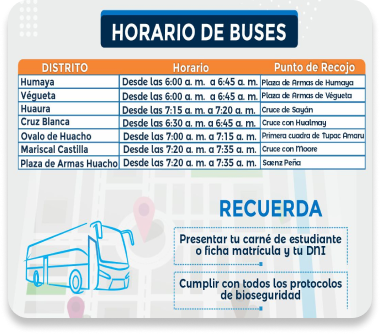 HORARIO DE BUSES
DISTRITO Horario Punto de Recojo
Humaya Desde las 6:00 a. m. a 6:45 a. m. Plaza de Armas de Humaya
Végueta Desde las 6:00 a. m. a 6:45 a. m. Plaza de Armas de Végueta
Huaura Desde las 7:15 a. m. a 7:20 a. m. Cruce de Sayán
Cruz Blanca Desde las 6:30 a. m. a 6:45 a. m. Cruce con Hualmay
Ovalo de Huacho Desde las 7:00 a. m. a 7:15 a. m. Primera cuadra de Tupac Amaru
Mariscal Castilla Desde las 7:20 a. m. a 7:35 a. m. Cruce con Moore
Plaza de Armas Huacho Desde las 7:20 a. m. a 7:35 a. m. Saenz Peña
RECUERDA
Presentar tu carné de estudiante
o ficha matrícula y tu DNI
Cumplir con todos los protocolos
de bioseguridad